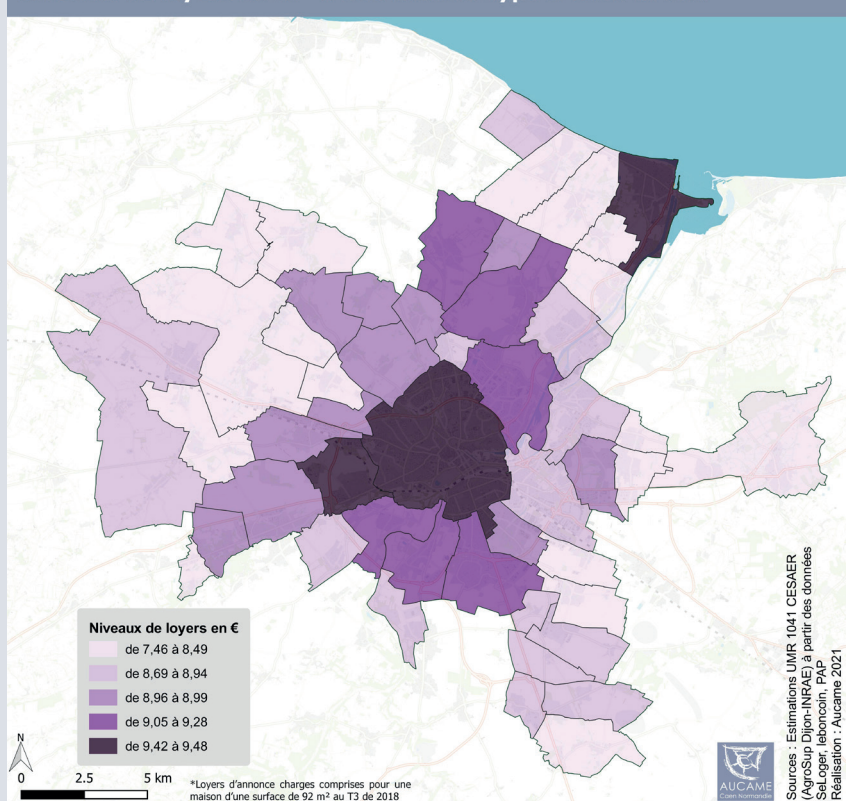 Niveaux de loyers en €
de 7,46 à 8,49
de 8,69 à 8,94
de 8,96 à 8,99
de 9,05 à 9,28
de 9,42 à 9,48
N
0 2.5 5 km
*Loyers d'annonce charges comprises pour une
maison d'une surface de 92 m² au T3 de 2018
AUCAME
Caen Normandie
Sources : Estimations UMR 1041 CESAER
(AgroSup Dijon-INRAE) à partir des données
SeLoger, leboncoin, PAP
Réalisation : Aucame 2021